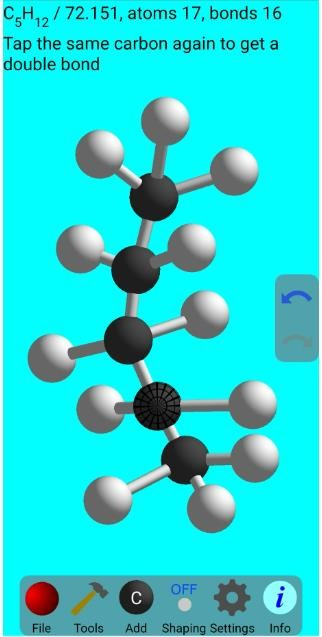 C₅H₁₂ / 72.151, atoms 17, bonds 16
Tap the same carbon again to get a
double bond
C OFF i
File Tools Add Shaping Settings Info